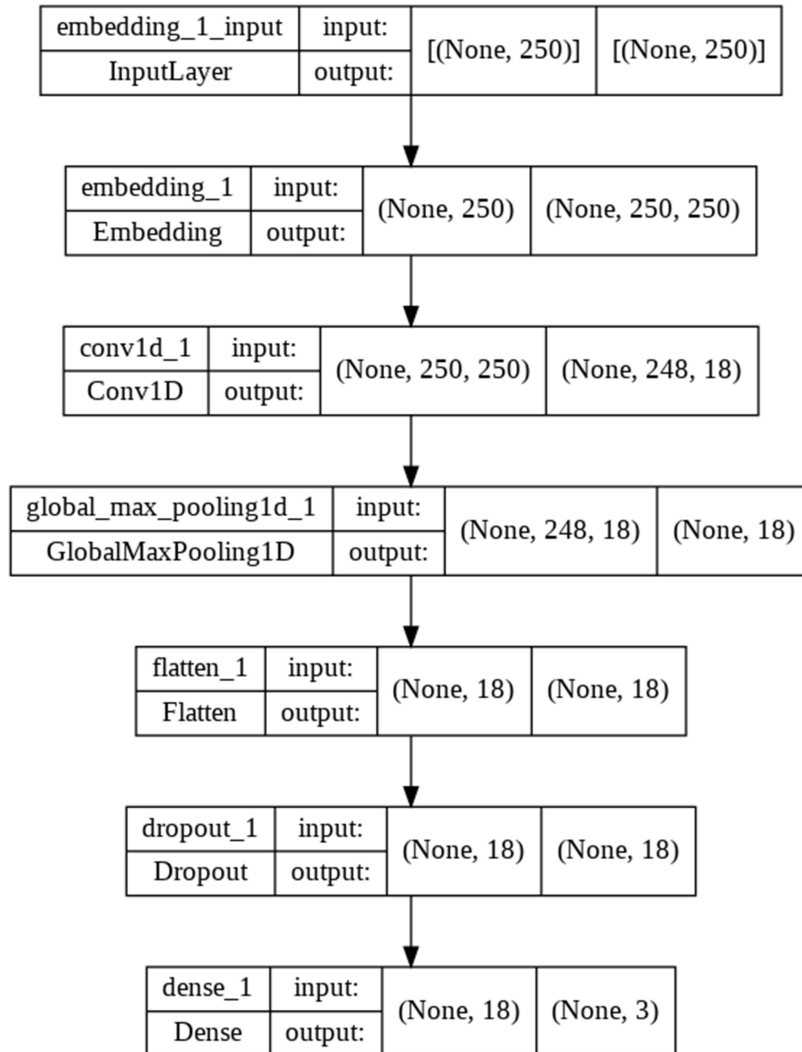 embedding_1_input input: [(None, 250)] [(None, 250)]
InputLayer output:
embedding_1 input: (None, 250) (None, 250, 250)
Embedding output:
conv1d_1 input: (None, 250, 250) (None, 248, 18)
Conv1D output:
global_max_pooling1d_1 input: (None, 248, 18) (None, 18)
GlobalMaxPooling1D output:
flatten_1 input: (None, 18) (None, 18)
Flatten output:
dropout_1 input: (None, 18) (None, 18)
Dropout output:
dense_1 input: (None, 18) (None, 3)
Dense output: